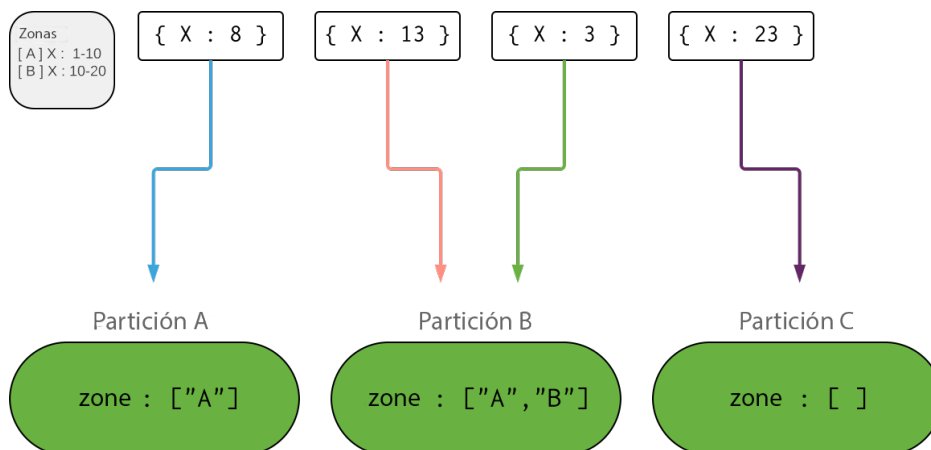 Zonas
[ A ] X : 1-10
[ B ] X : 10-20
{ X : 8 }
{ X : 13 }
{ X : 3 }
{ X : 23 }
Partición A
Partición B
Partición C
zone : ["A"]
zone : ["A","B"]
zone : [ ]